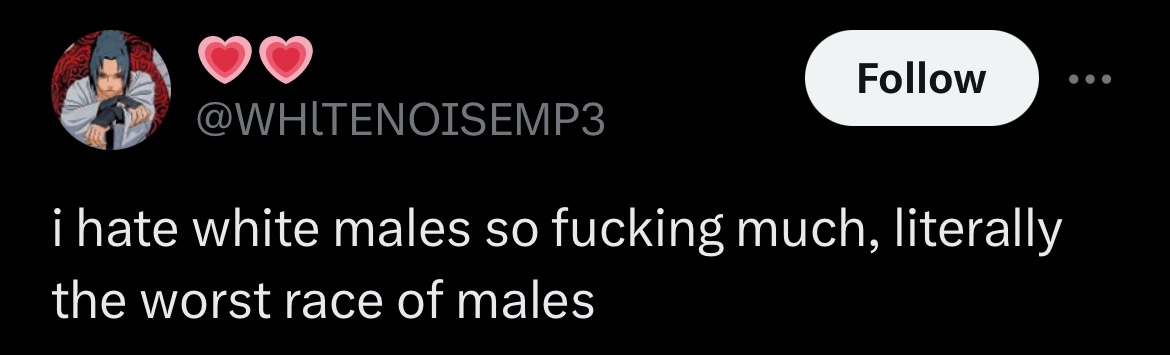 💗💗
@WHlTENOISEMP3
Follow
i hate white males so fucking much, literally
the worst race of males